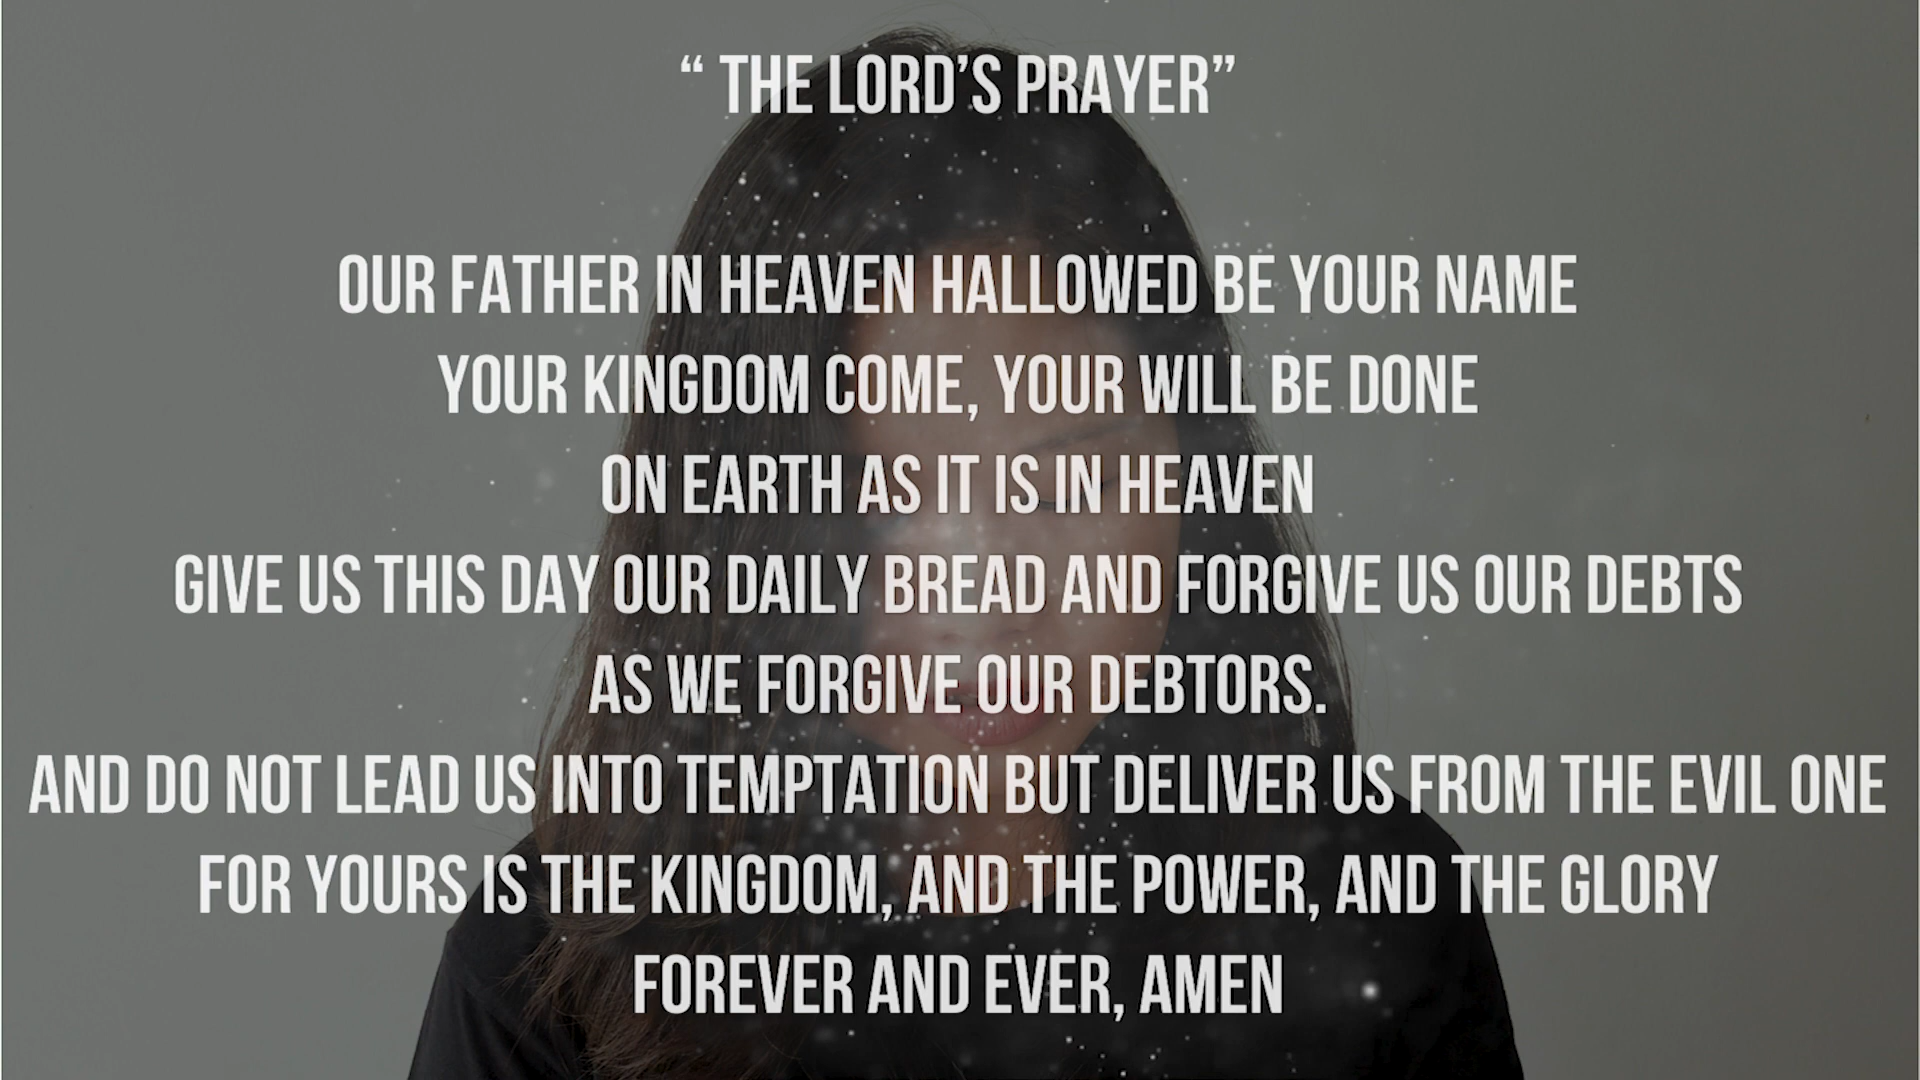 “ THE LORD’S PRAYER”
OUR FATHER IN HEAVEN HALLOWED BE YOUR NAME
YOUR KINGDOM COME, YOUR WILL BE DONE
ON EARTH AS IT IS IN HEAVEN
GIVE US THIS DAY OUR DAILY BREAD AND FORGIVE US OUR DEBTS
AS WE FORGIVE OUR DEBTORS.
AND DO NOT LEAD US INTO TEMPTATION BUT DELIVER US FROM THE EVIL ONE
FOR YOURS IS THE KINGDOM, AND THE POWER, AND THE GLORY
FOREVER AND EVER, AMEN